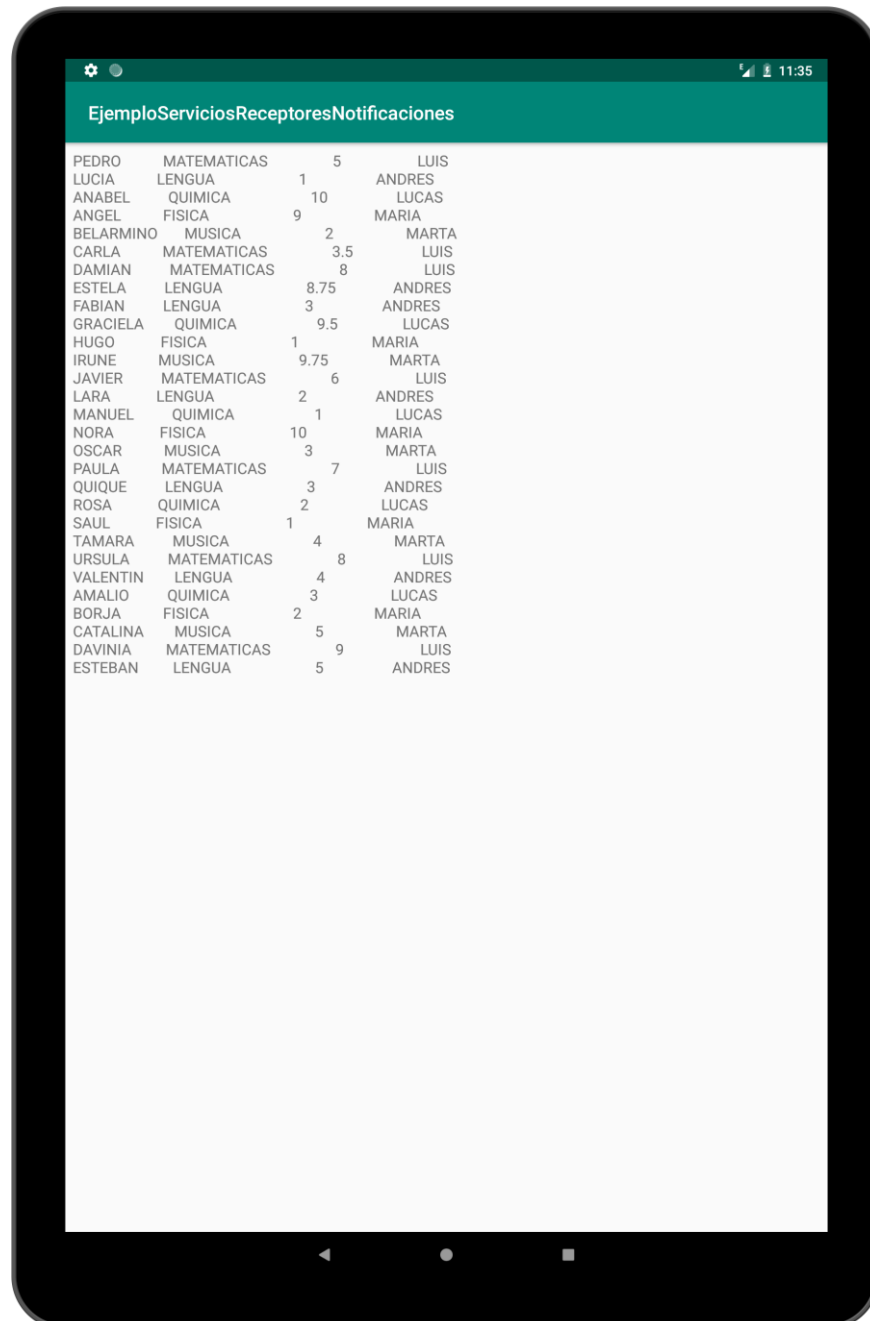 11:35
EjemploServiciosReceptoresNotificaciones
PEDRO MATEMATICAS 5 LUIS
LUCIA LENGUA 1 ANDRES
ANABEL QUIMICA 10 LUCAS
ANGEL FISICA 9 MARIA
BELARMINO MUSICA 2 MARTA
CARLA MATEMATICAS 3.5 LUIS
DAMIAN MATEMATICAS 8 LUIS
ESTELA LENGUA 8.75 ANDRES
FABIAN LENGUA 3 ANDRES
GRACIELA QUIMICA 9.5 LUCAS
HUGO FISICA 1 MARIA
IRUNE MUSICA 9.75 MARTA
JAVIER MATEMATICAS 6 LUIS
LARA LENGUA 2 ANDRES
MANUEL QUIMICA 1 LUCAS
NORA FISICA 10 MARIA
OSCAR MUSICA 3 MARTA
PAULA MATEMATICAS 7 LUIS
QUIQUE LENGUA 3 ANDRES
ROSA QUIMICA 2 LUCAS
SAUL FISICA 1 MARIA
TAMARA MUSICA 4 MARTA
URSULA MATEMATICAS 8 LUIS
VALENTIN LENGUA 4 ANDRES
AMALIO QUIMICA 3 LUCAS
BORJA FISICA 2 MARIA
CATALINA MUSICA 5 MARTA
DAVINIA MATEMATICAS 9 LUIS
ESTEBAN LENGUA 5 ANDRES